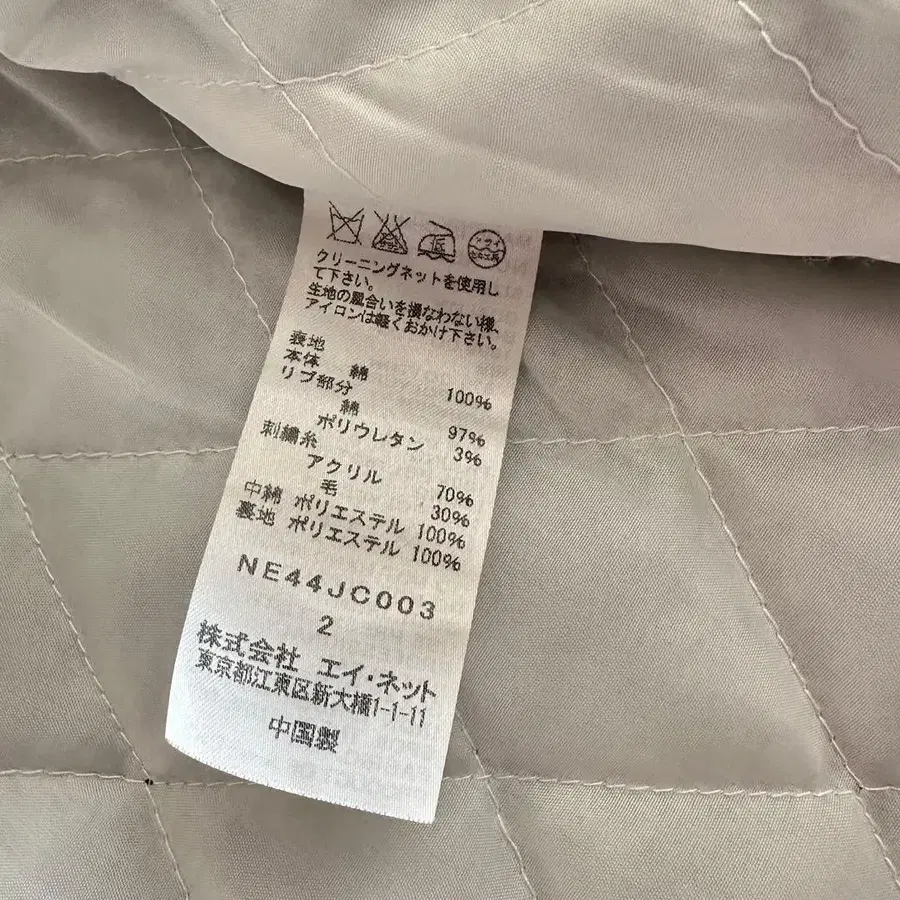 低
ドライ
クリーニングネットを使用し
て下さい。
生地の風合いを損なわない様、
アイロンは軽くおかけ下さい。
表地
本体 綿 100%
リブ部分
綿 97%
ポリウレタン 3%
刺繍糸
アクリル 70%
毛 30%
中綿 ポリエステル 100%
裏地 ポリエステル 100%
NE44JC003
2
株式会社 エイ・ネット
東京都江東区新大橋1-1-11
中国製